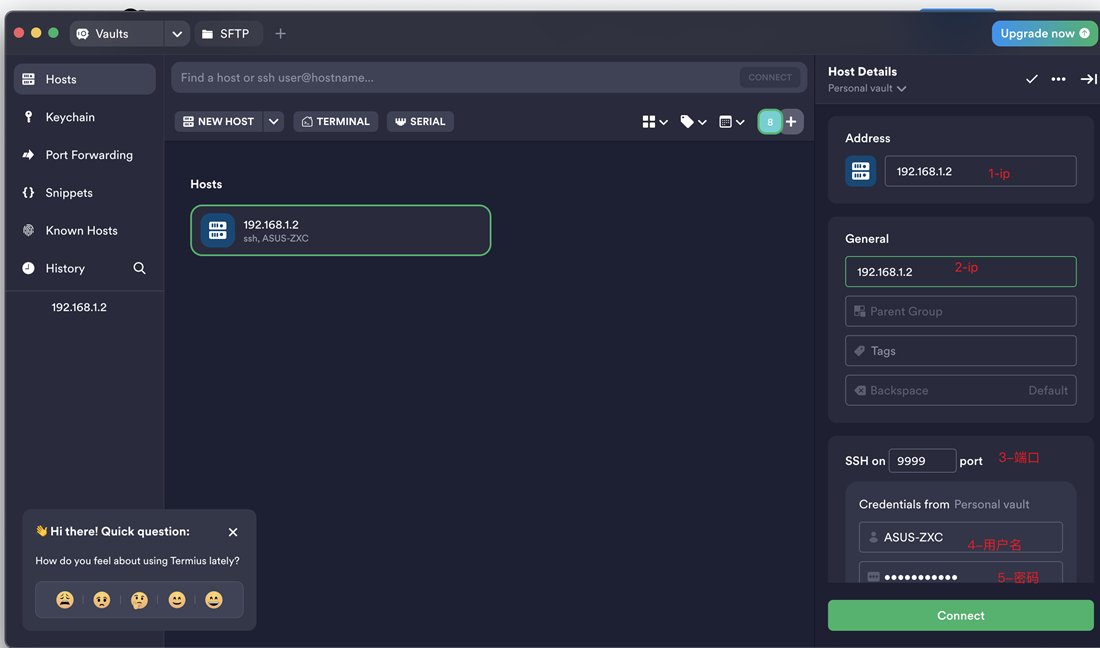 Vaults
SFTP
Upgrade now
Hosts
Keychain
Port Forwarding
Snippets
Known Hosts
History
192.168.1.2
Find a host or ssh user@hostname...
CONNECT
NEW HOST
TERMINAL
SERIAL
8
Hosts
192.168.1.2
ssh, ASUS-ZXC
Host Details
Personal vault
Address
192.168.1.2 1-ip
General
192.168.1.2 2-ip
Parent Group
Tags
Backspace Default
SSH on 9999 port 3-端口
Credentials from Personal vault
ASUS-ZXC 4-用户名
5-密码
Connect
Hi there! Quick question:
How do you feel about using Termius lately?